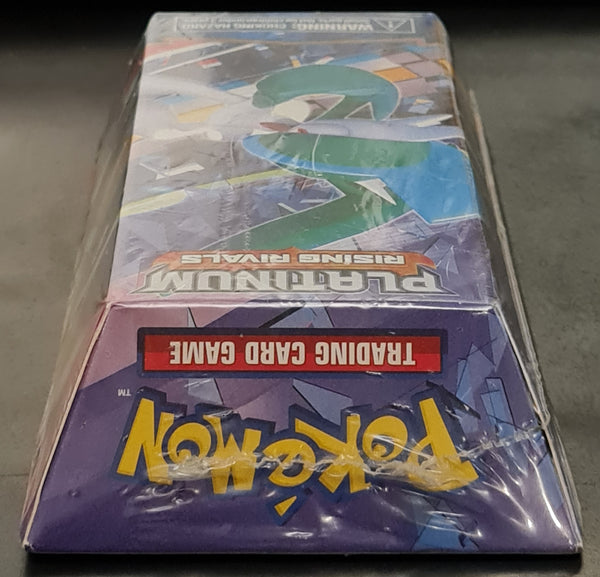 POKéMON
™
TRADING CARD GAME
PLATINUM
RISING RIVALS
WARNING: CHOKING HAZARD